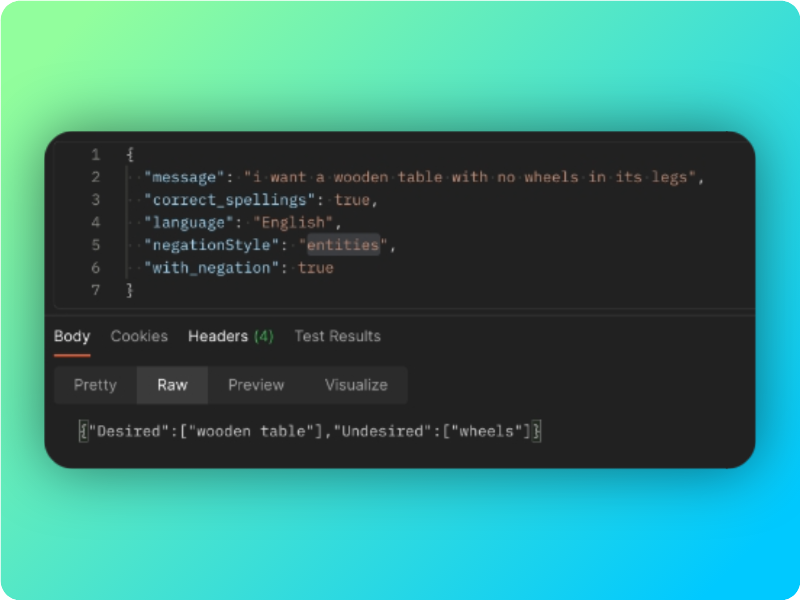 1 {
2 "message": "i want a wooden table with no wheels in its legs",
3 "correct_spellings": true,
4 "language": "English",
5 "negationStyle": "entities",
6 "with_negation": true
7 }
Body Cookies Headers (4) Test Results
Pretty Raw Preview Visualize
{"Desired":["wooden table"],"Undesired":["wheels"]}